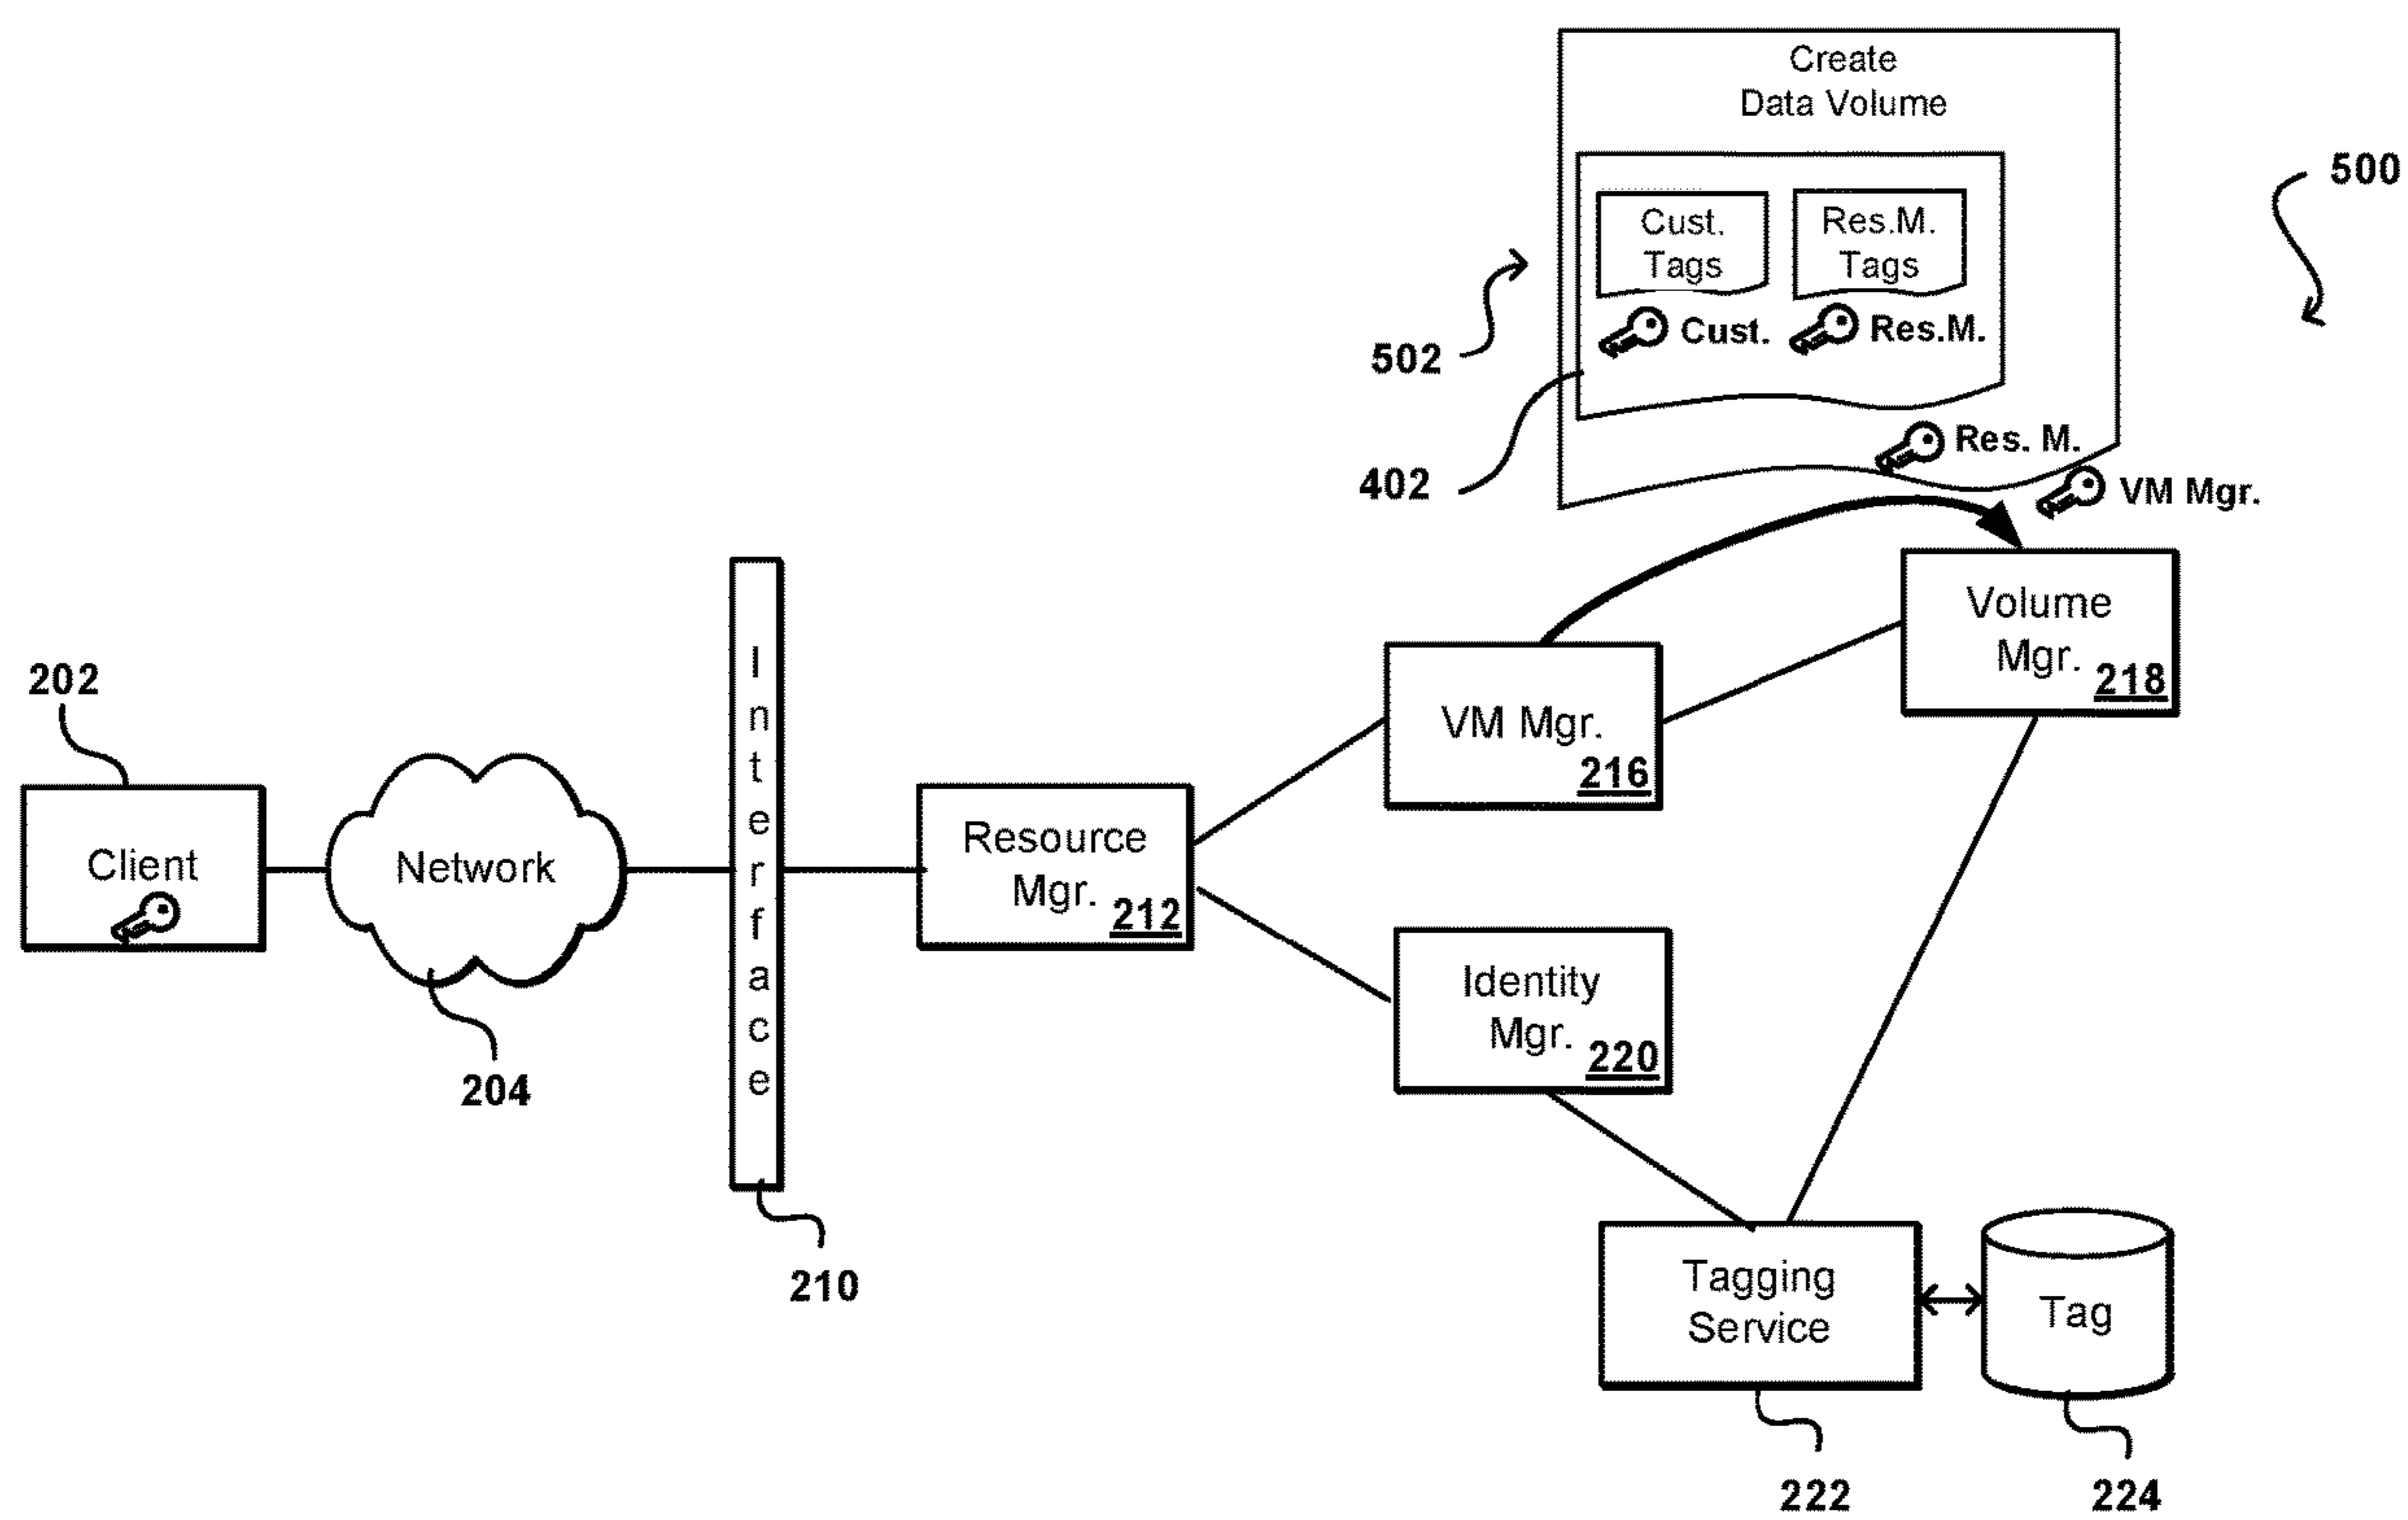 Create
Data Volume
500
Cust.
Tags
Res.M.
Tags
Cust.
Res.M.
502
402
Res. M.
VM Mgr.
Volume
Mgr. 218
VM Mgr.
216
202
Client
Network
204
Interface
210
Resource
Mgr. 212
Identity
Mgr. 220
Tagging
Service
Tag
222
224